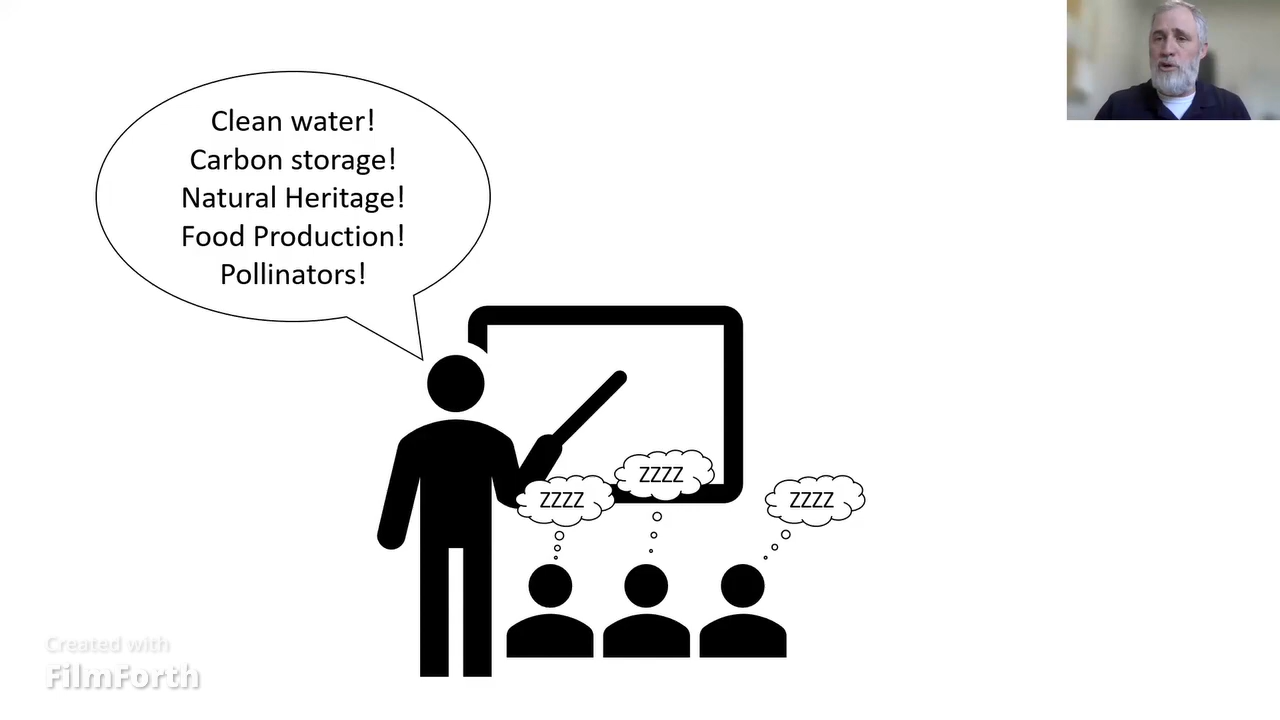 Clean water!
Carbon storage!
Natural Heritage!
Food Production!
Pollinators!
ZZZZ
ZZZZ
ZZZZ
Created with
FilmForth